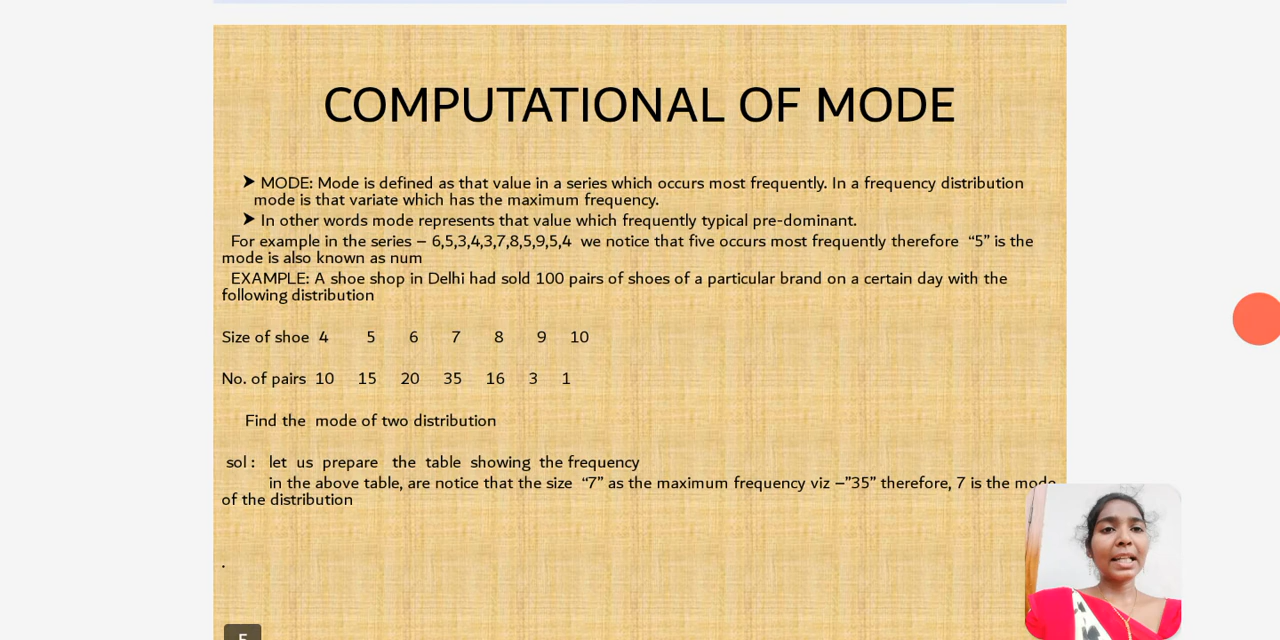 COMPUTATIONAL OF MODE
➤ MODE: Mode is defined as that value in a series which occurs most frequently. In a frequency distribution
mode is that variate which has the maximum frequency.
➤ In other words mode represents that value which frequently typical pre-dominant.
For example in the series – 6,5,3,4,3,7,8,5,9,5,4 we notice that five occurs most frequently therefore “5” is the
mode is also known as num
EXAMPLE: A shoe shop in Delhi had sold 100 pairs of shoes of a particular brand on a certain day with the
following distribution
Size of shoe 4 5 6 7 8 9 10
No. of pairs 10 15 20 35 16 3 1
Find the mode of two distribution
sol : let us prepare the table showing the frequency
in the above table, are notice that the size “7” as the maximum frequency viz –”35” therefore, 7 is the mode
of the distribution
.